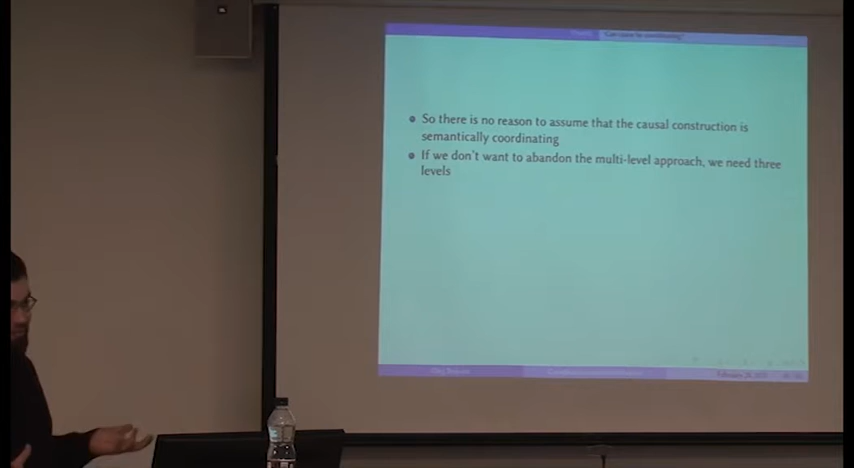 So there is no reason to assume that the causal construction is
semantically coordinating
If we don't want to abandon the multi-level approach, we need three
levels